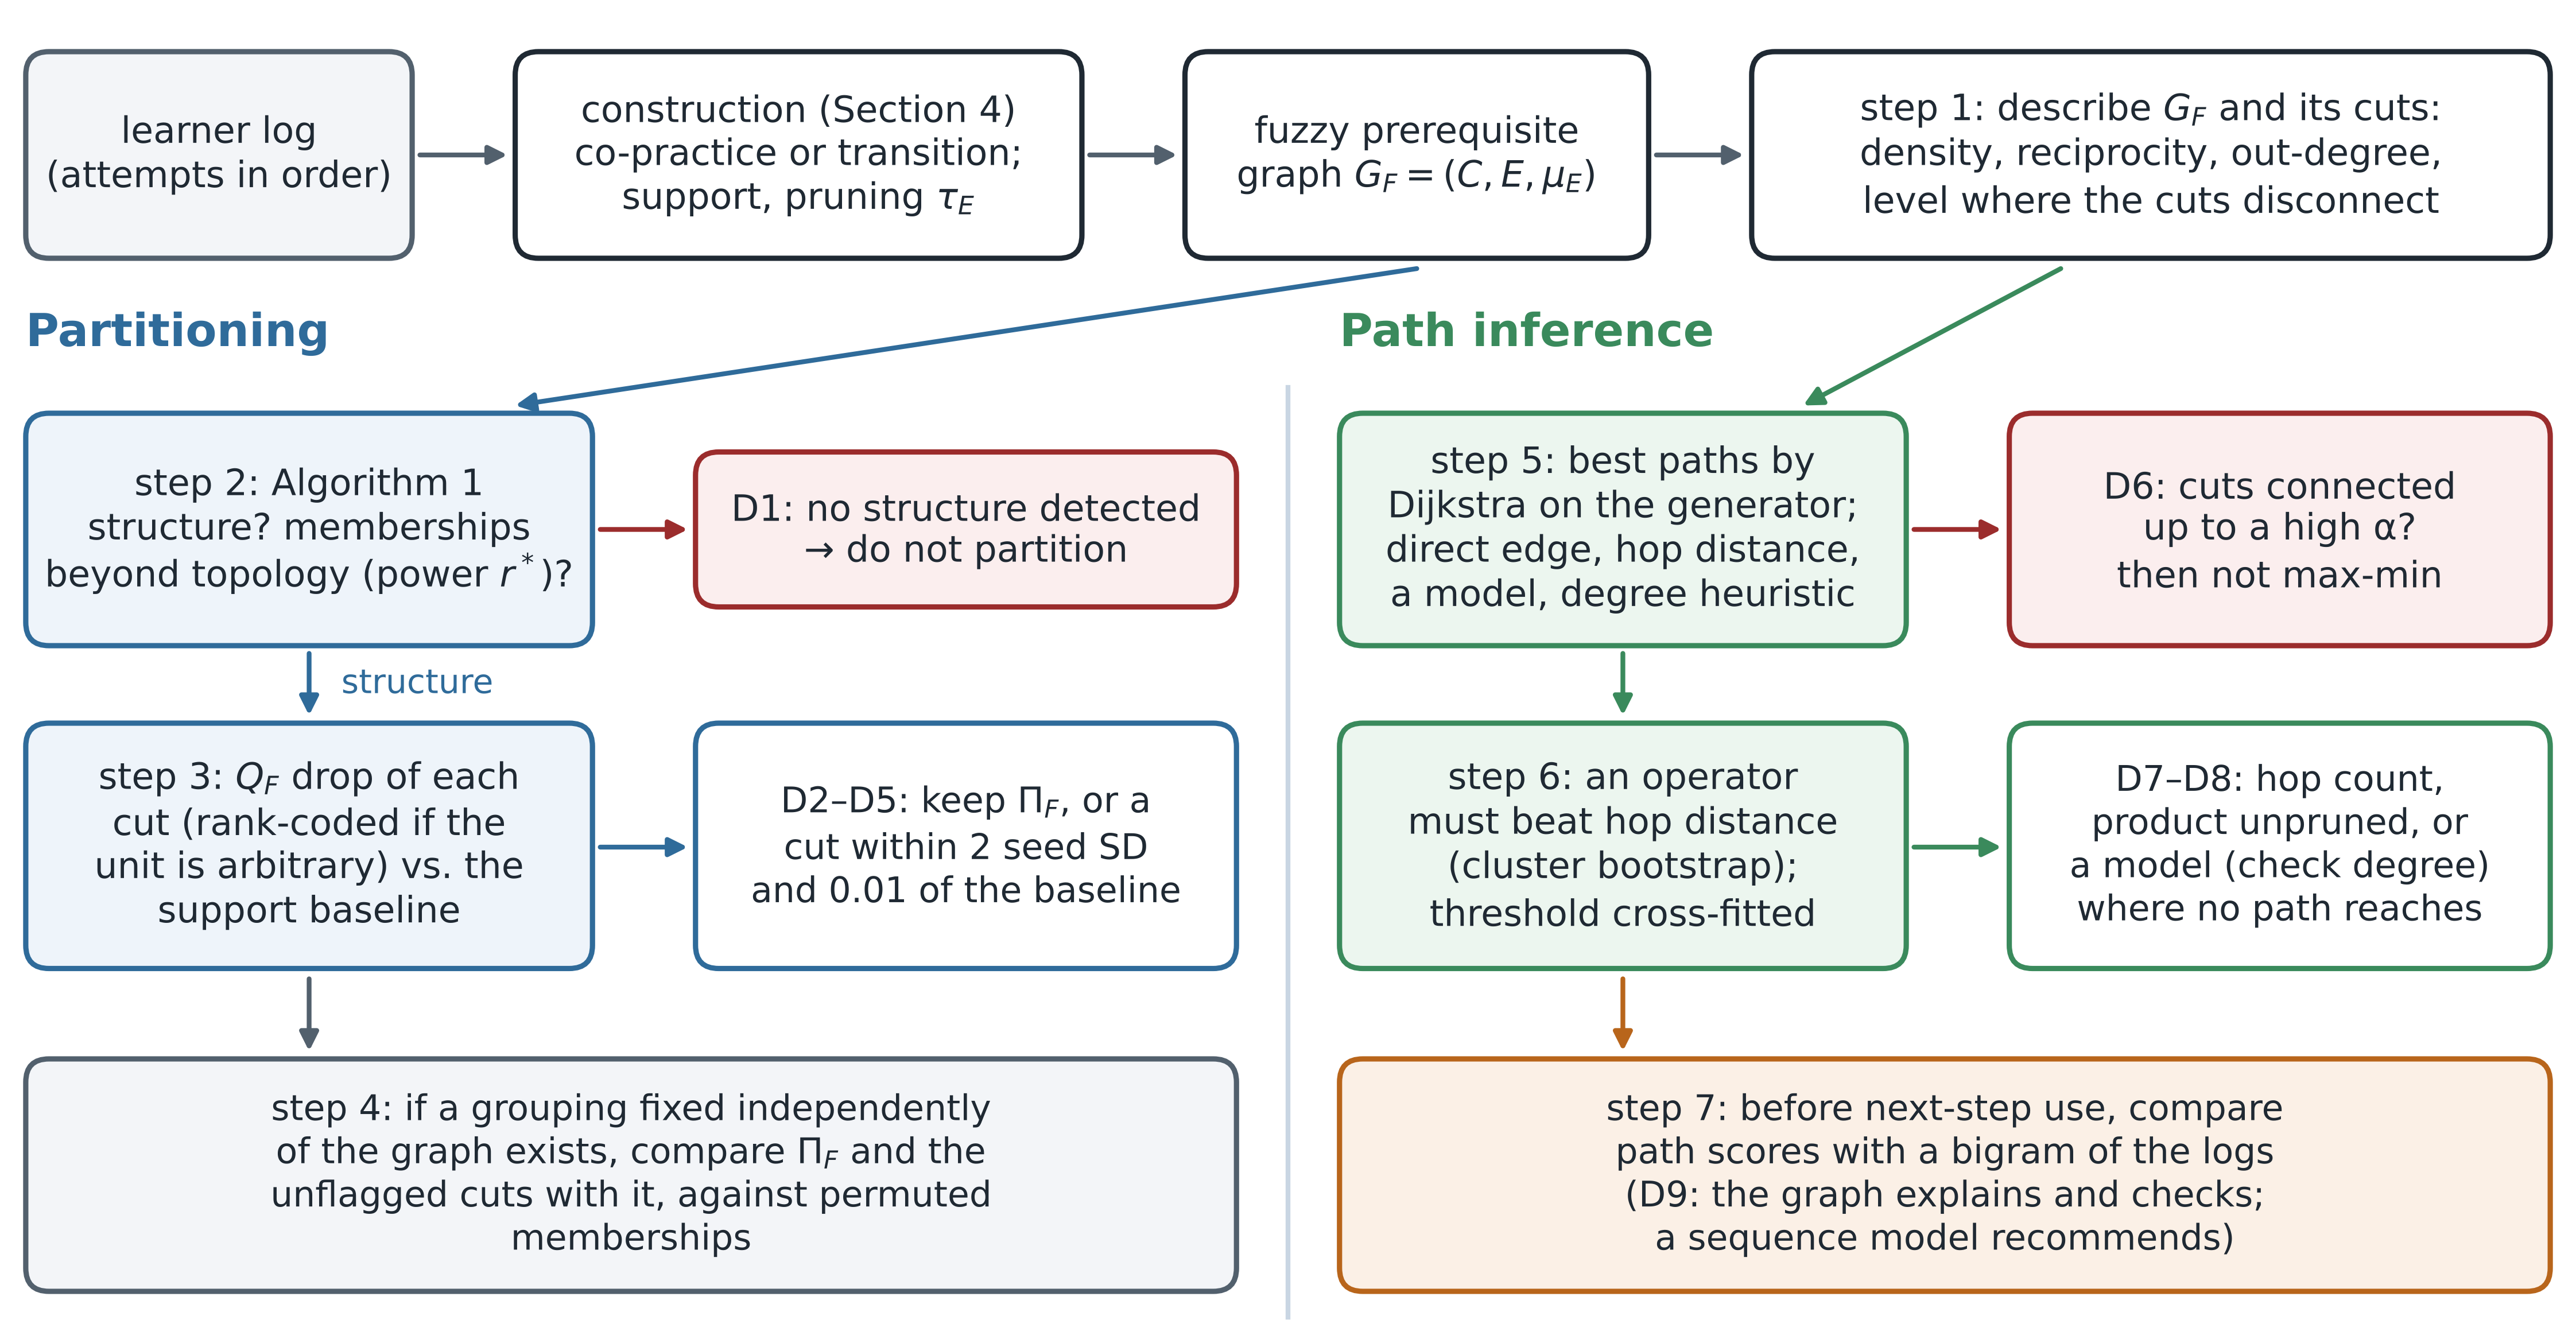 learner log
(attempts in order)
construction (Section 4)
co-practice or transition;
support, pruning τ_E
fuzzy prerequisite
graph G_F = (C, E, μ_E)
step 1: describe G_F and its cuts:
density, reciprocity, out-degree,
level where the cuts disconnect
Partitioning
step 2: Algorithm 1
structure? memberships
beyond topology (power r*)?
D1: no structure detected
→ do not partition
structure
step 3: Q_F drop of each
cut (rank-coded if the
unit is arbitrary) vs. the
support baseline
D2–D5: keep Π_F, or a
cut within 2 seed SD
and 0.01 of the baseline
step 4: if a grouping fixed independently
of the graph exists, compare Π_F and the
unflagged cuts with it, against permuted
memberships
Path inference
step 5: best paths by
Dijkstra on the generator;
direct edge, hop distance,
a model, degree heuristic
D6: cuts connected
up to a high α?
then not max-min
step 6: an operator
must beat hop distance
(cluster bootstrap);
threshold cross-fitted
D7–D8: hop count,
product unpruned, or
a model (check degree)
where no path reaches
step 7: before next-step use, compare
path scores with a bigram of the logs
(D9: the graph explains and checks;
a sequence model recommends)